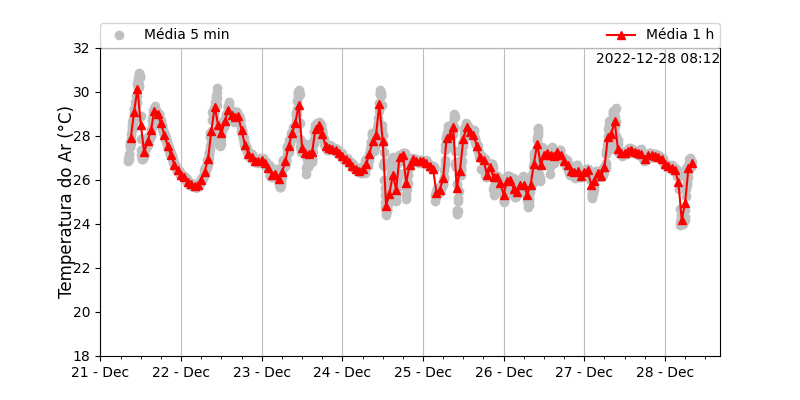 Média 5 min
Média 1 h
2022-12-28 08:12
Temperatura do Ar (°C)
32
30
28
26
24
22
20
18
21 - Dec
22 - Dec
23 - Dec
24 - Dec
25 - Dec
26 - Dec
27 - Dec
28 - Dec